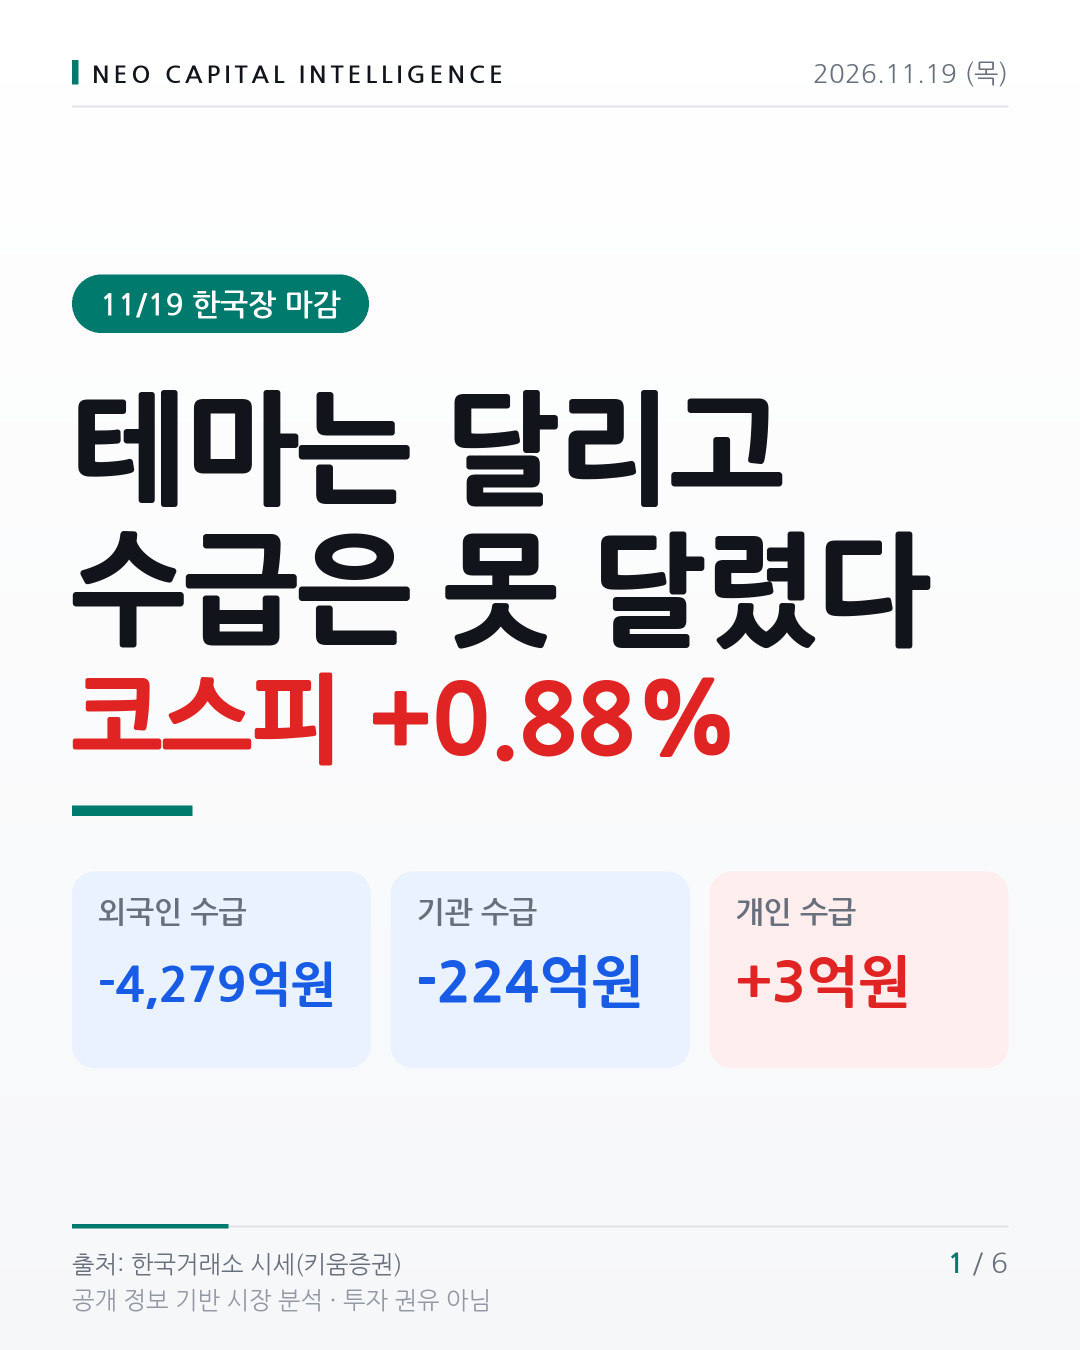 NEO CAPITAL INTELLIGENCE
2026.11.19 (목)
11/19 한국장 마감
테마는 달리고
수급은 못 달렸다
코스피 +0.88%
외국인 수급
-4,279억원
기관 수급
-224억원
개인 수급
+3억원
출처: 한국거래소 시세(키움증권)
1 / 6
공개 정보 기반 시장 분석 · 투자 권유 아님